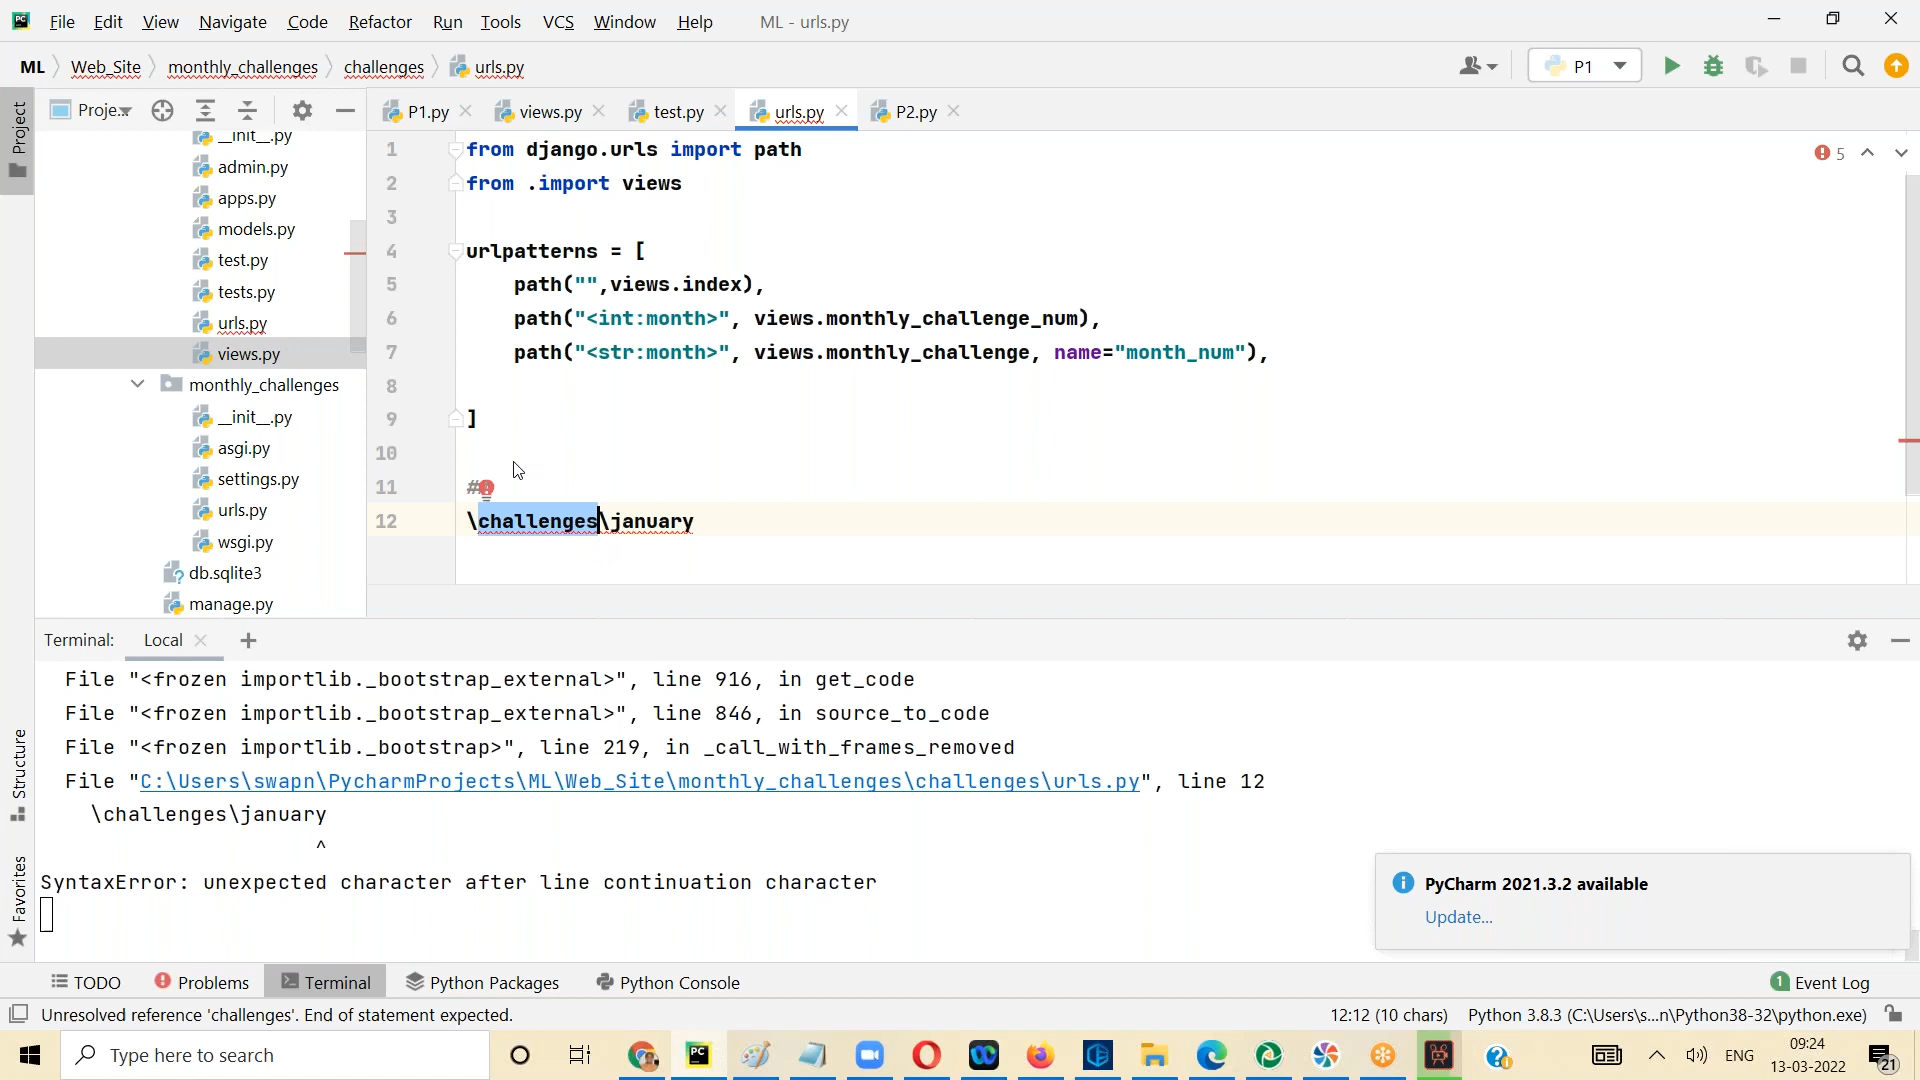 File Edit View Navigate Code Refactor Run Tools VCS Window Help ML - urls.py
ML Web_Site monthly_challenges challenges urls.py P1
Project
Proje...
__init__.py
admin.py
apps.py
models.py
test.py
tests.py
urls.py
views.py
monthly_challenges
__init__.py
asgi.py
settings.py
urls.py
wsgi.py
db.sqlite3
manage.py
P1.py views.py test.py urls.py P2.py
5
1 from django.urls import path
2 from .import views
3
4 urlpatterns = [
5 path("",views.index),
6 path("<int:month>", views.monthly_challenge_num),
7 path("<str:month>", views.monthly_challenge, name="month_num"),
8
9 ]
10
11 #
12 \challenges\january
Terminal: Local
File "<frozen importlib._bootstrap_external>", line 916, in get_code
File "<frozen importlib._bootstrap_external>", line 846, in source_to_code
File "<frozen importlib._bootstrap>", line 219, in _call_with_frames_removed
File "C:\Users\swapn\PycharmProjects\ML\Web_Site\monthly_challenges\challenges\urls.py", line 12
\challenges\january
^
SyntaxError: unexpected character after line continuation character
Structure
Favorites
PyCharm 2021.3.2 available
Update...
TODO Problems Terminal Python Packages Python Console 1 Event Log
Unresolved reference 'challenges'. End of statement expected. 12:12 (10 chars) Python 3.8.3 (C:\Users\s...n\Python38-32\python.exe)
Type here to search
PC
ENG
09:24
13-03-2022
21